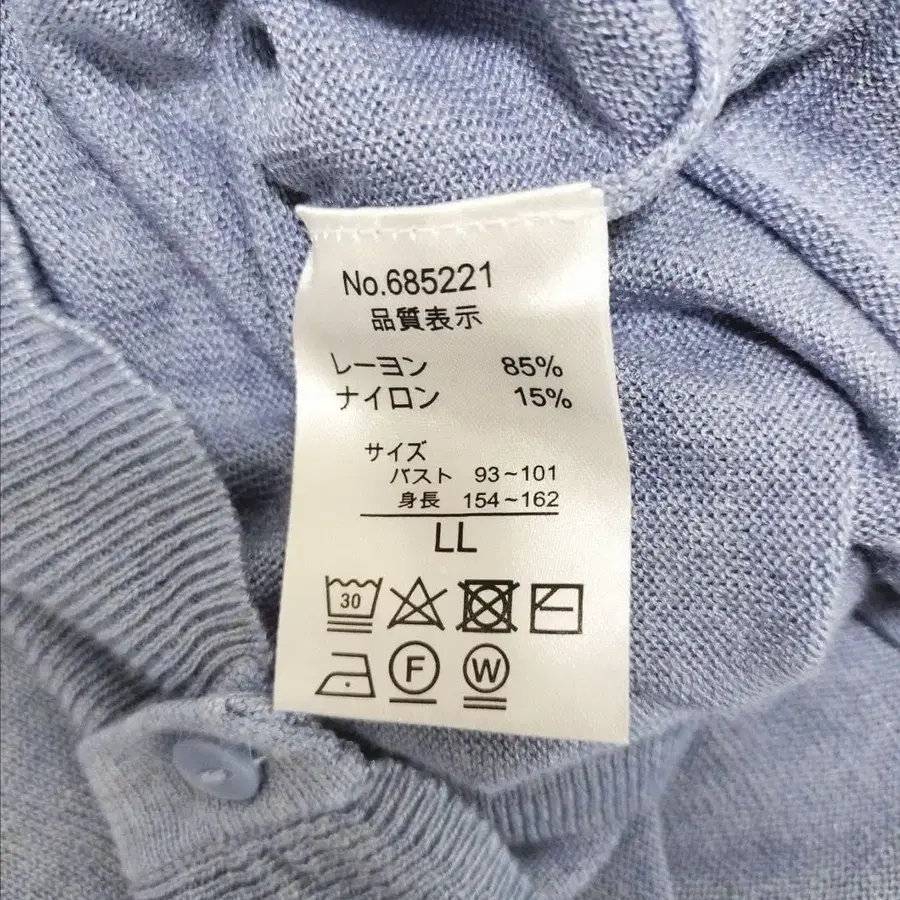 No.685221
品質表示
レーヨン 85%
ナイロン 15%
サイズ
バスト 93~101
身長 154~162
LL
30
F W